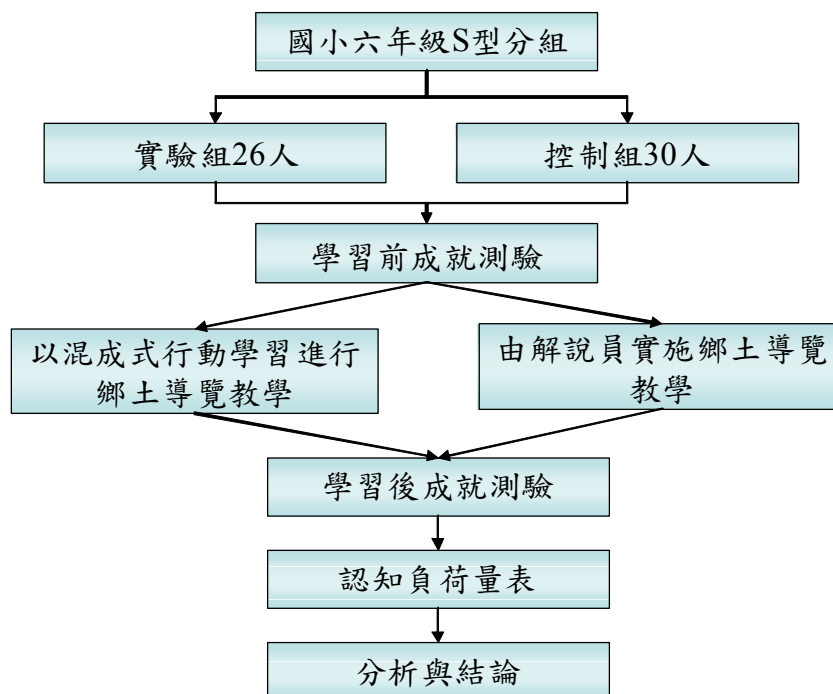 國小六年級S型分組
實驗組26人
控制組30人
學習前成就測驗
以混成式行動學習進行
鄉土導覽教學
由解說員實施鄉土導覽
教學
學習後成就測驗
認知負荷量表
分析與結論